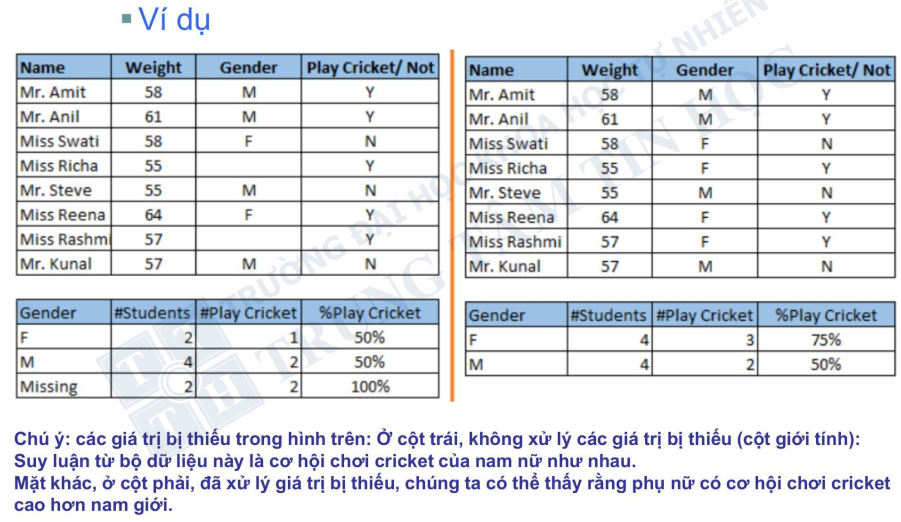 Ví dụ
Name Weight Gender Play Cricket/ Not
Mr. Amit 58 M Y
Mr. Anil 61 M Y
Miss Swati 58 F N
Miss Richa 55 Y
Mr. Steve 55 M N
Miss Reena 64 F Y
Miss Rashmi 57 Y
Mr. Kunal 57 M N
Gender #Students #Play Cricket %Play Cricket
F 2 1 50%
M 4 2 50%
Missing 2 2 100%
Name Weight Gender Play Cricket/ Not
Mr. Amit 58 M Y
Mr. Anil 61 M Y
Miss Swati 58 F N
Miss Richa 55 F Y
Mr. Steve 55 M N
Miss Reena 64 F Y
Miss Rashmi 57 F Y
Mr. Kunal 57 M N
Gender #Students #Play Cricket %Play Cricket
F 4 3 75%
M 4 2 50%
TRƯỜNG ĐẠI HỌC KHOA HỌC TỰ NHIÊN
TRUNG TÂM TIN HỌC
Chú ý: các giá trị bị thiếu trong hình trên: Ở cột trái, không xử lý các giá trị bị thiếu (cột giới tính):
Suy luận từ bộ dữ liệu này là cơ hội chơi cricket của nam nữ như nhau.
Mặt khác, ở cột phải, đã xử lý giá trị bị thiếu, chúng ta có thể thấy rằng phụ nữ có cơ hội chơi cricket
cao hơn nam giới.